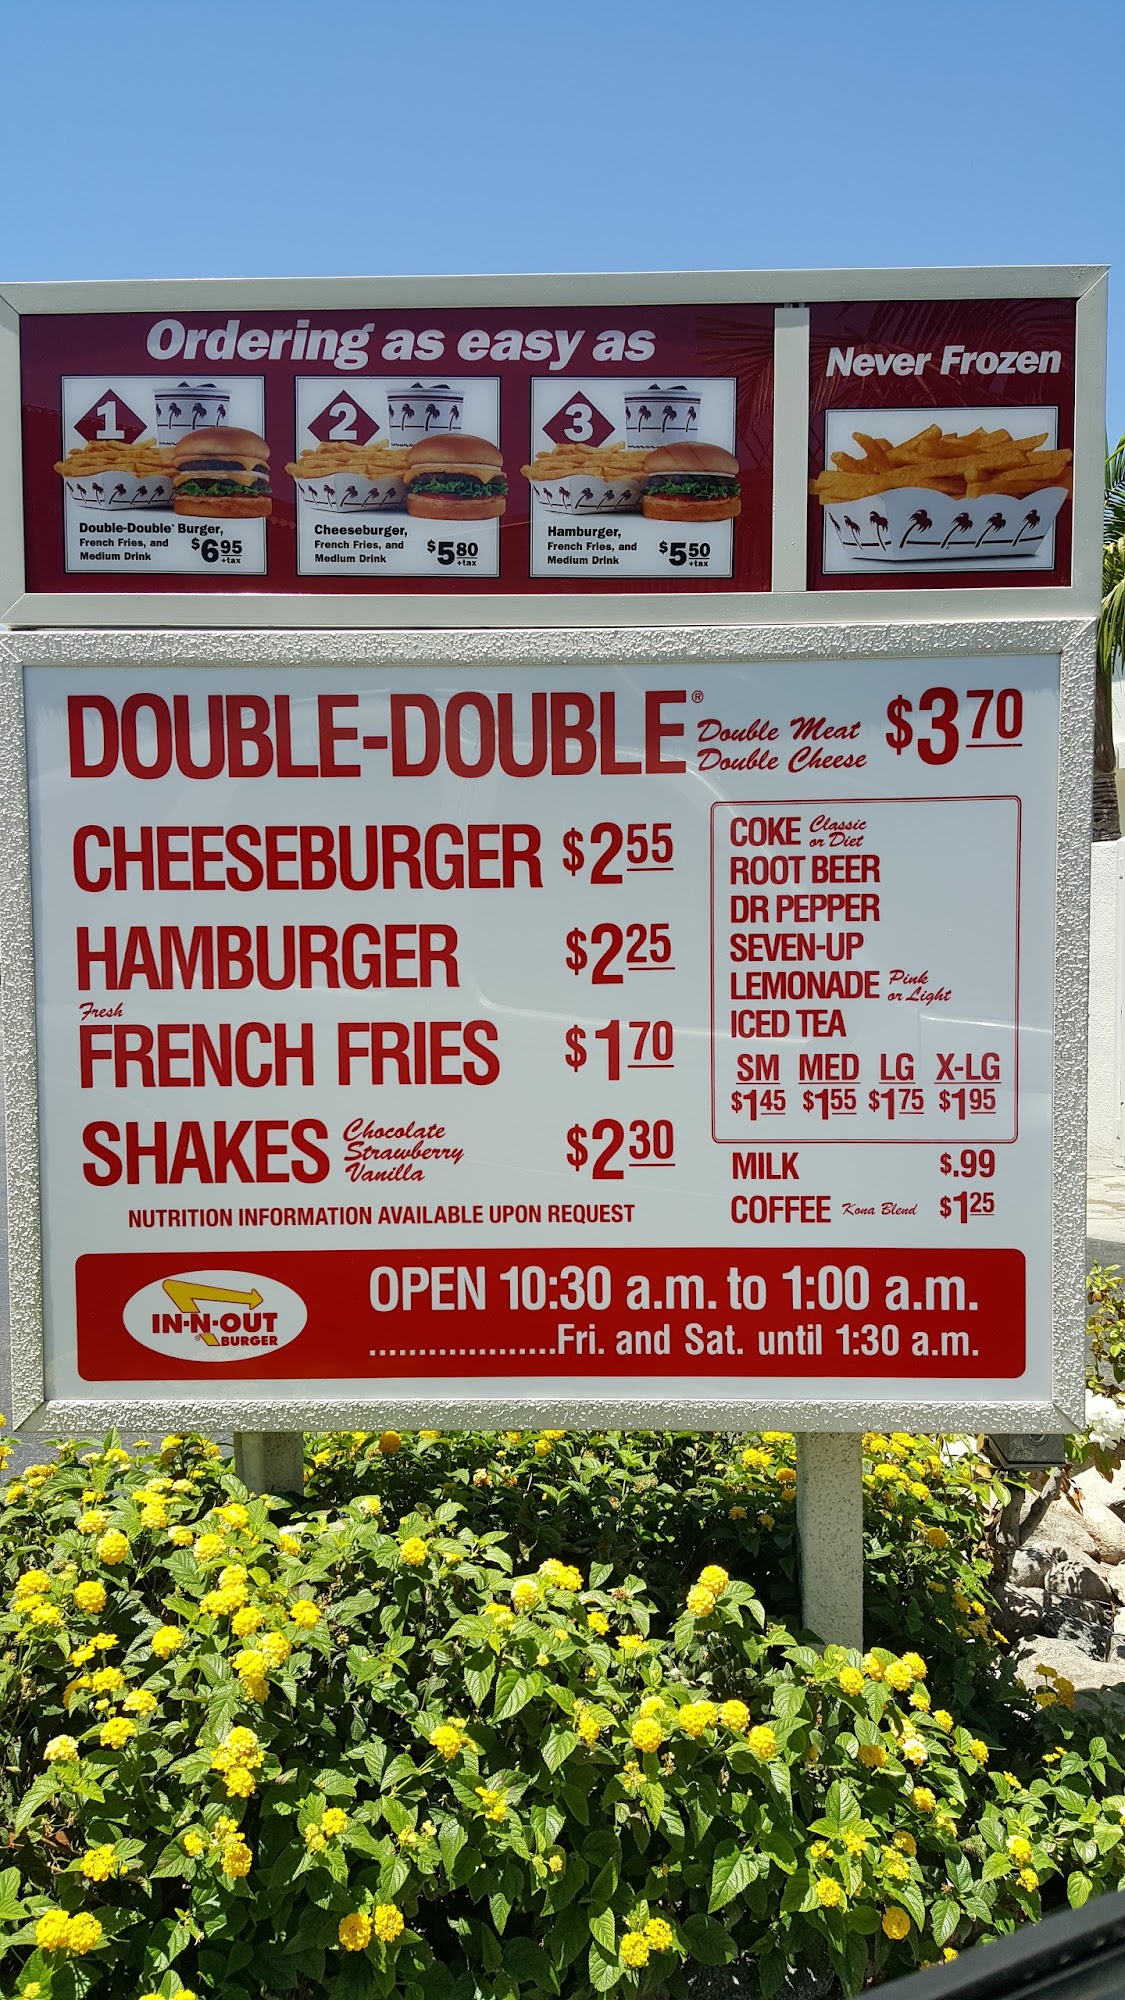 Ordering as easy as
1
Double-Double® Burger,
French Fries, and
Medium Drink
$6.95
+tax
2
Cheeseburger,
French Fries, and
Medium Drink
$5.80
+tax
3
Hamburger,
French Fries, and
Medium Drink
$5.50
+tax
Never Frozen
DOUBLE-DOUBLE® Double Meat Double Cheese $3.70
CHEESEBURGER $2.55
HAMBURGER $2.25
Fresh
FRENCH FRIES $1.70
SHAKES Chocolate Strawberry Vanilla $2.30
NUTRITION INFORMATION AVAILABLE UPON REQUEST
COKE Classic or Diet
ROOT BEER
DR PEPPER
SEVEN-UP
LEMONADE Pink or Light
ICED TEA
SM MED LG X-LG
$1.45 $1.55 $1.75 $1.95
MILK $.99
COFFEE Kona Blend $1.25
IN-N-OUT
BURGER
OPEN 10:30 a.m. to 1:00 a.m.
...................Fri. and Sat. until 1:30 a.m.